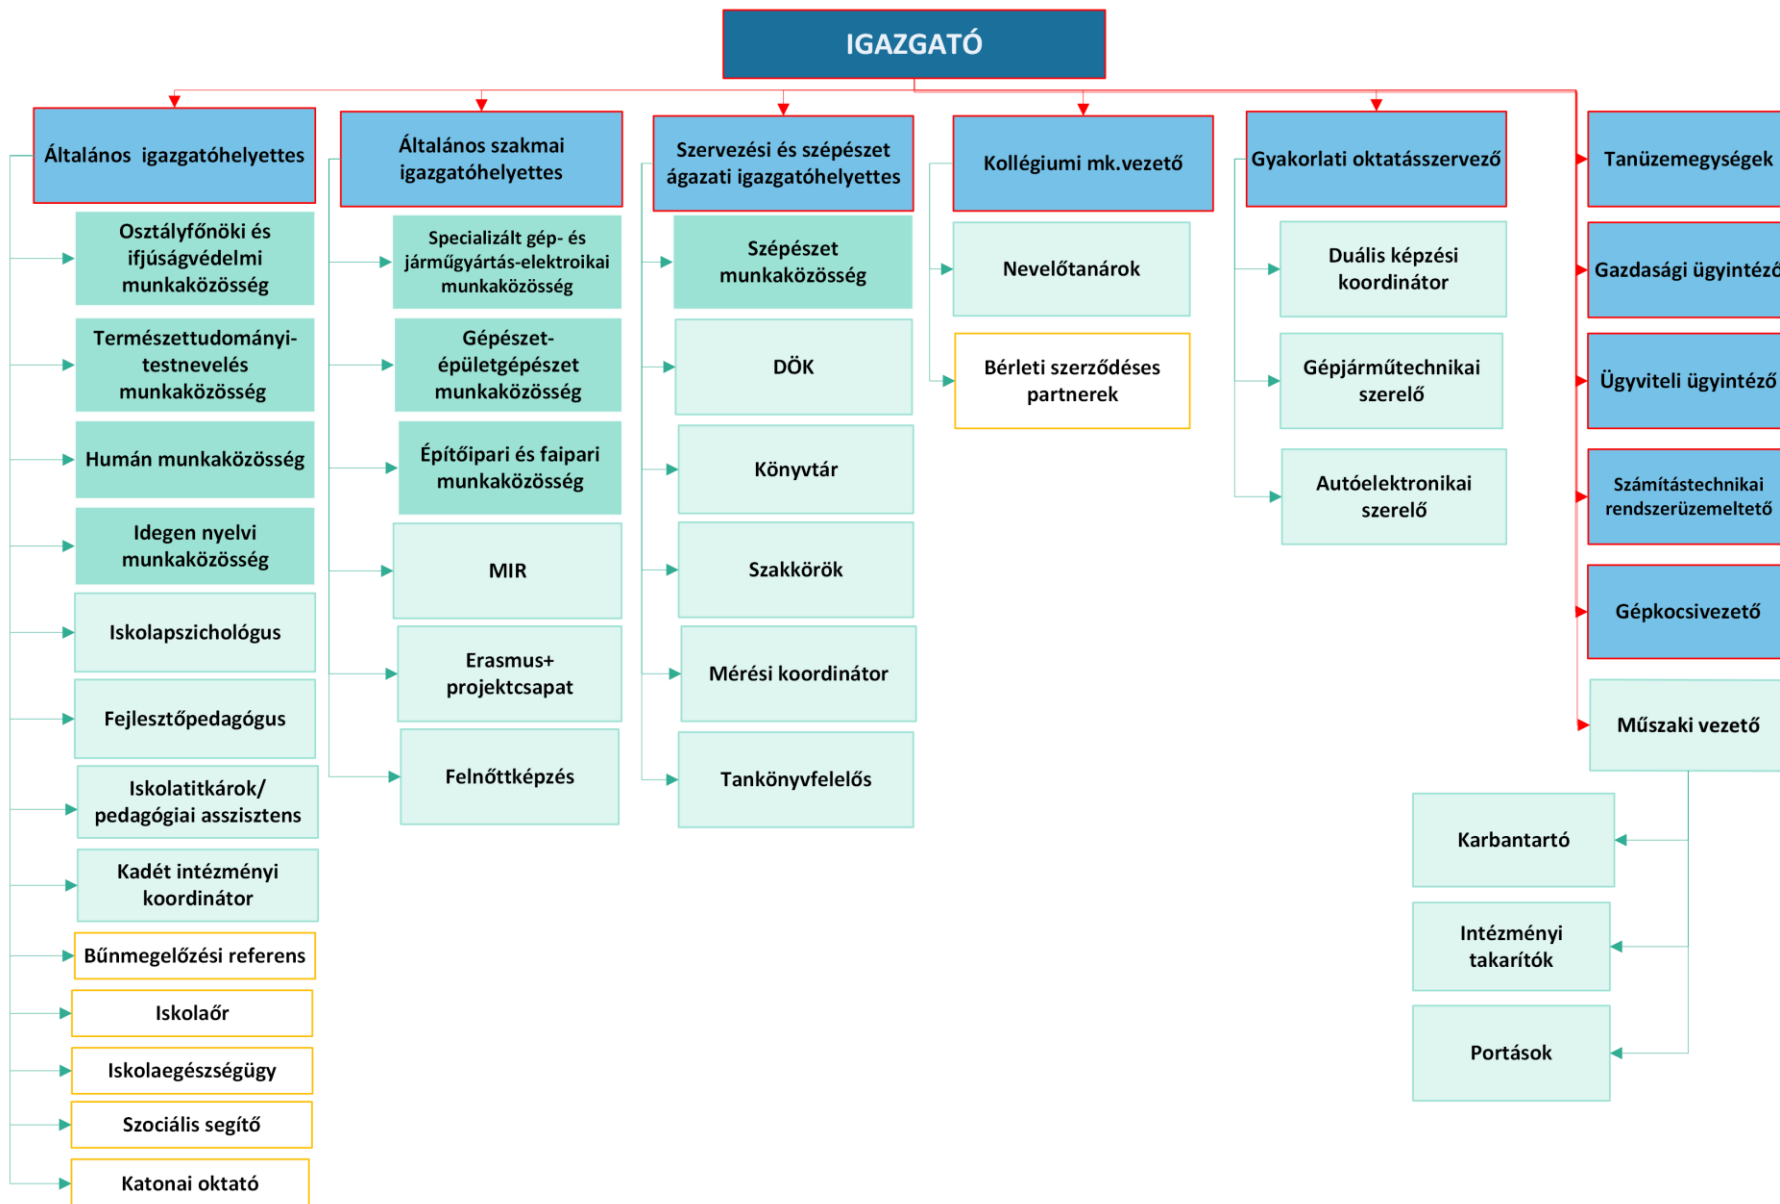 IGAZGATÓ
Általános igazgatóhelyettes
Osztályfőnöki és
ifjúságvédelmi
munkaközösség
Természettudományi-
testnevelés
munkaközösség
Humán munkaközösség
Idegen nyelvi
munkaközösség
Iskolapszichológus
Fejlesztőpedagógus
Iskolatitkárok/
pedagógiai asszisztens
Kadét intézményi
koordinátor
Bűnmegelőzési referens
Iskolaőr
Iskolaegészségügy
Szociális segítő
Katonai oktató
Általános szakmai
igazgatóhelyettes
Specializált gép- és
járműgyártás-elektroikai
munkaközösség
Gépészet-
épületgépészet
munkaközösség
Építőipari és faipari
munkaközösség
MIR
Erasmus+
projektcsapat
Felnőttképzés
Szervezési és szépészet
ágazati igazgatóhelyettes
Szépészet
munkaközösség
DÖK
Könyvtár
Szakkörök
Mérési koordinátor
Tankönyvfelelős
Kollégiumi mk.vezető
Nevelőtanárok
Bérleti szerződéses
partnerek
Gyakorlati oktatásszervező
Duális képzési
koordinátor
Gépjárműtechnikai
szerelő
Autóelektronikai
szerelő
Tanüzemegységek
Gazdasági ügyintéző
Ügyviteli ügyintéző
Számítástechnikai
rendszerüzemeltető
Gépkocsivezető
Műszaki vezető
Karbantartó
Intézményi
takarítók
Portások